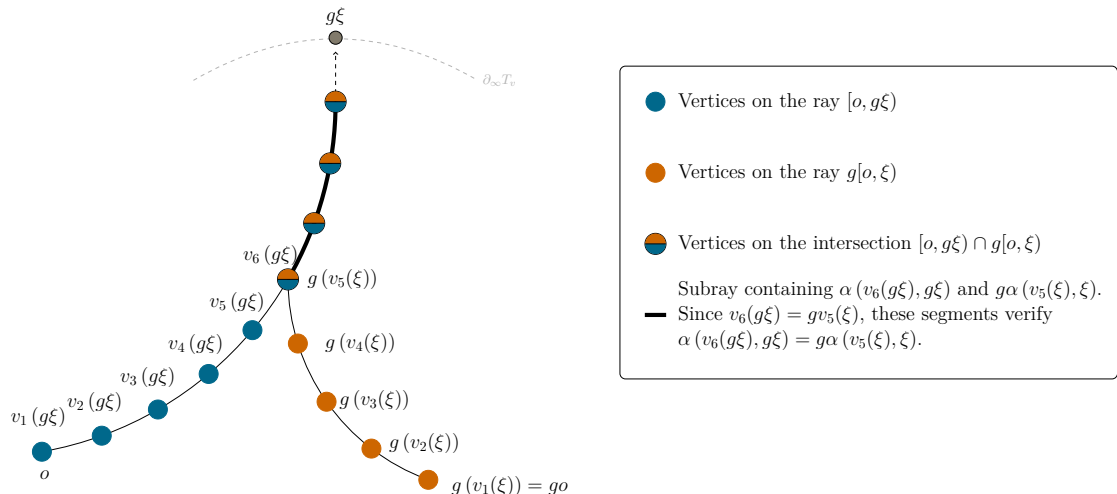 gξ
∂∞Tₑ
v₆ (gξ)
g (v₅(ξ))
v₅ (gξ)
v₄ (gξ)
g (v₄(ξ))
v₃ (gξ)
v₂ (gξ)
v₁ (gξ)
g (v₃(ξ))
g (v₂(ξ))
o
g (v₁(ξ)) = go
Vertices on the ray [o, gξ)
Vertices on the ray g[o, ξ)
Vertices on the intersection [o, gξ) ∩ g[o, ξ)
Subray containing α (v₆(gξ), gξ) and gα (v₅(ξ), ξ).
Since v₆(gξ) = gv₅(ξ), these segments verify
α (v₆(gξ), gξ) = gα (v₅(ξ), ξ).